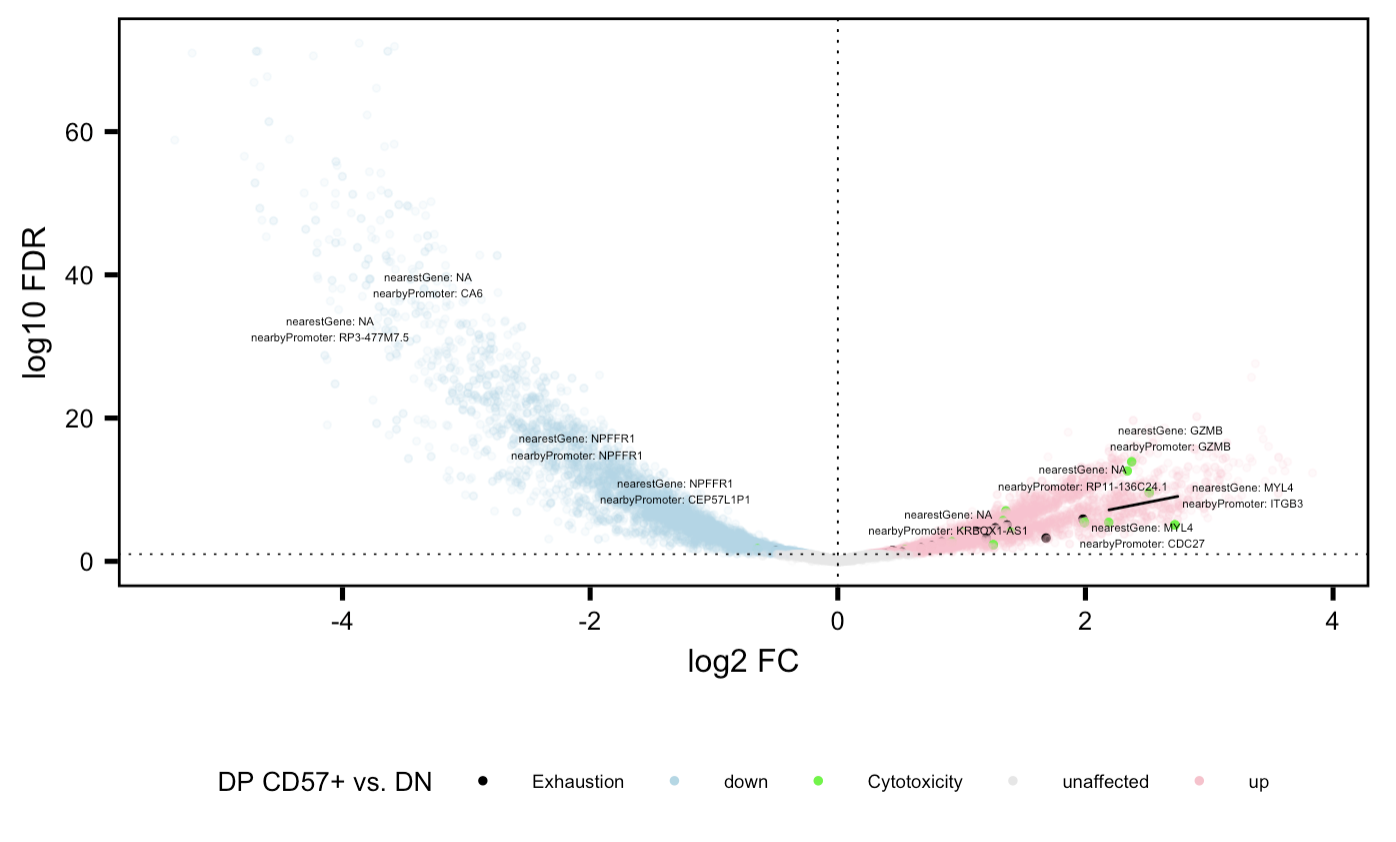 log10 FDR
60
40
20
0
nearestGene: NA
nearbyPromoter: CA6
nearestGene: NA
nearbyPromoter: RP3-477M7.5
nearestGene: NPFFR1
nearbyPromoter: NPFFR1
nearestGene: NPFFR1
nearbyPromoter: CEP57L1P1
nearestGene: GZMB
nearbyPromoter: GZMB
nearestGene: NA
nearbyPromoter: RP11-136C24.1
nearestGene: MYL4
nearbyPromoter: ITGB3
nearestGene: NA
nearbyPromoter: KRBOX1-AS1
nearestGene: MYL4
nearbyPromoter: CDC27
-4 -2 0 2 4
log2 FC
DP CD57+ vs. DN Exhaustion down Cytotoxicity unaffected up